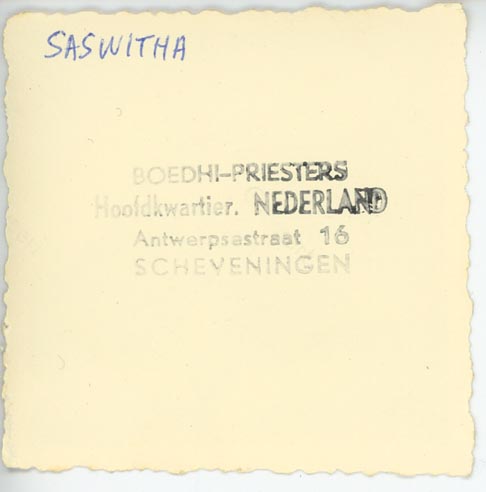 SASWITHA
BOEDHI-PRIESTERS
Hoofdkwartier. NEDERLAND
Antwerpsestraat 16
SCHEVENINGEN